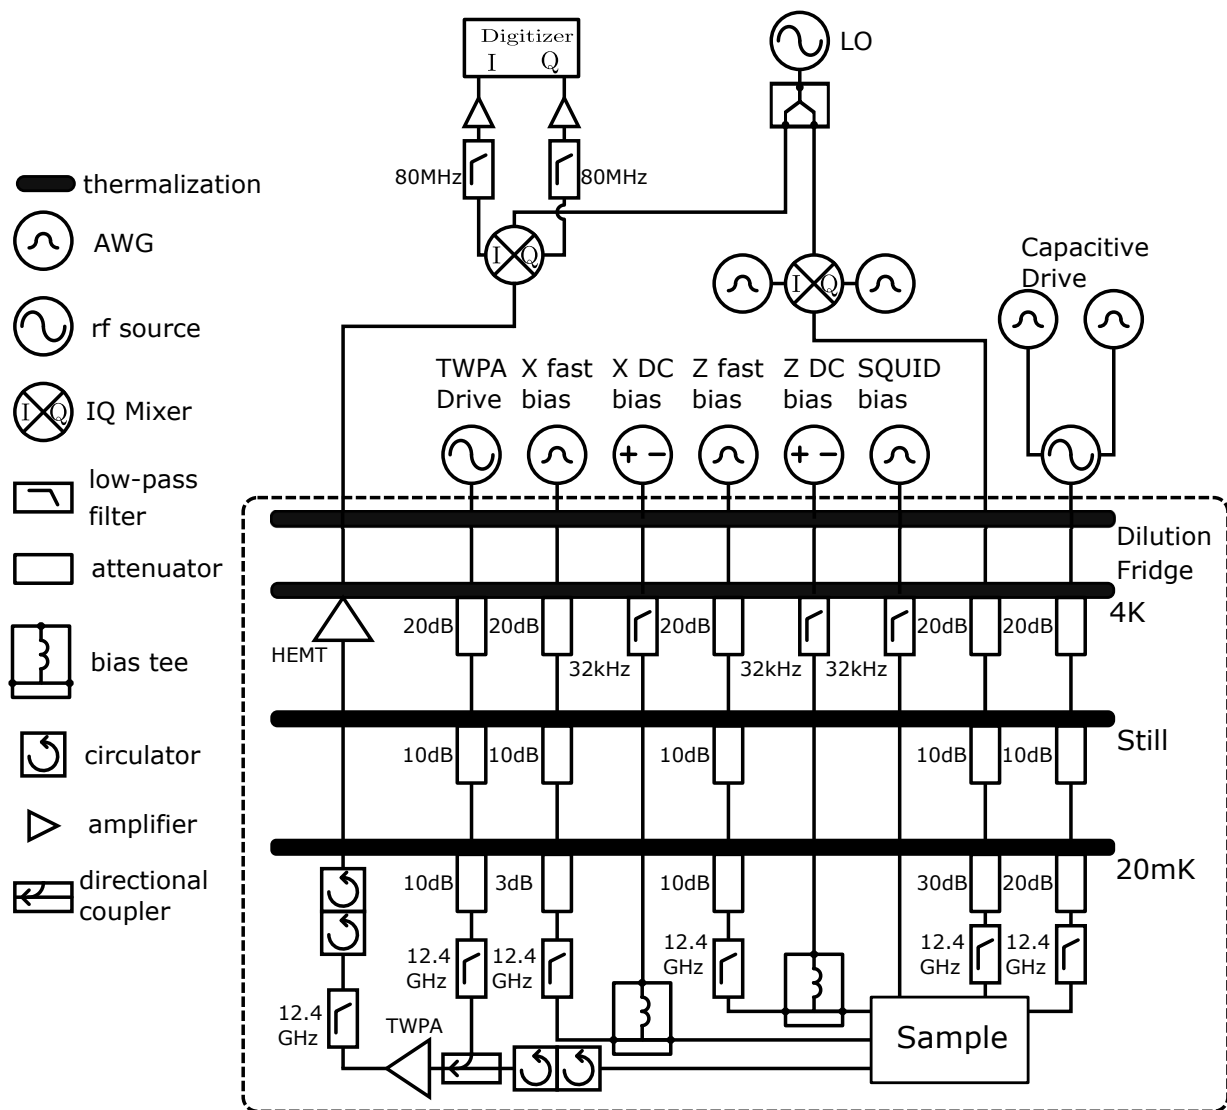 Digitizer
I Q
LO
80MHz
80MHz
I Q
I Q
Capacitive
Drive
thermalization
AWG
rf source
I Q
IQ Mixer
low-pass
filter
attenuator
bias tee
circulator
amplifier
directional
coupler
TWPA
Drive
X fast
bias
X DC
bias
Z fast
bias
Z DC
bias
SQUID
bias
+ −
+ −
Dilution
Fridge
4K
HEMT
20dB
20dB
32kHz
20dB
32kHz
32kHz
20dB
20dB
Still
10dB
10dB
10dB
10dB
10dB
20mK
10dB
3dB
10dB
30dB
20dB
12.4
GHz
12.4
GHz
12.4
GHz
12.4
GHz
12.4
GHz
12.4
GHz
TWPA
Sample